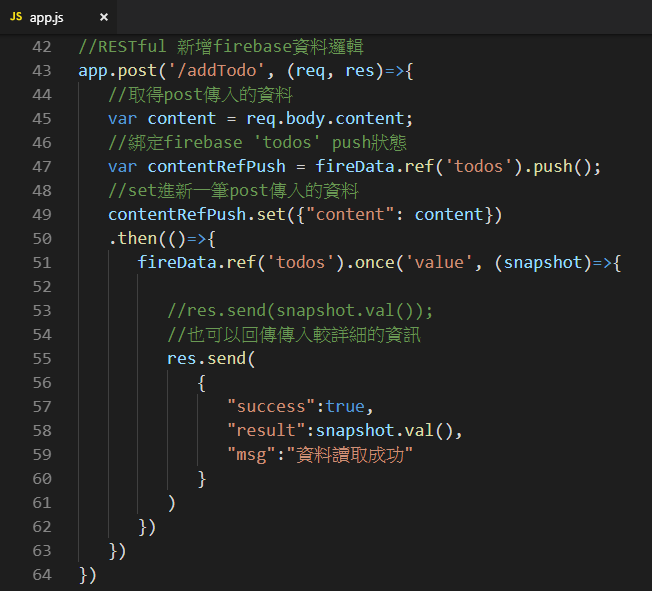 JS app.js ×
42 //RESTful 新增firebase資料邏輯
43 app.post('/addTodo', (req, res)=>{
44 //取得post傳入的資料
45 var content = req.body.content;
46 //綁定firebase 'todos' push狀態
47 var contentRefPush = fireData.ref('todos').push();
48 //set進新一筆post傳入的資料
49 contentRefPush.set({"content": content})
50 .then(()=>{
51 fireData.ref('todos').once('value', (snapshot)=>{
52
53 //res.send(snapshot.val());
54 //也可以回傳傳入較詳細的資訊
55 res.send(
56 {
57 "success":true,
58 "result":snapshot.val(),
59 "msg":"資料讀取成功"
60 }
61 )
62 })
63 })
64 })